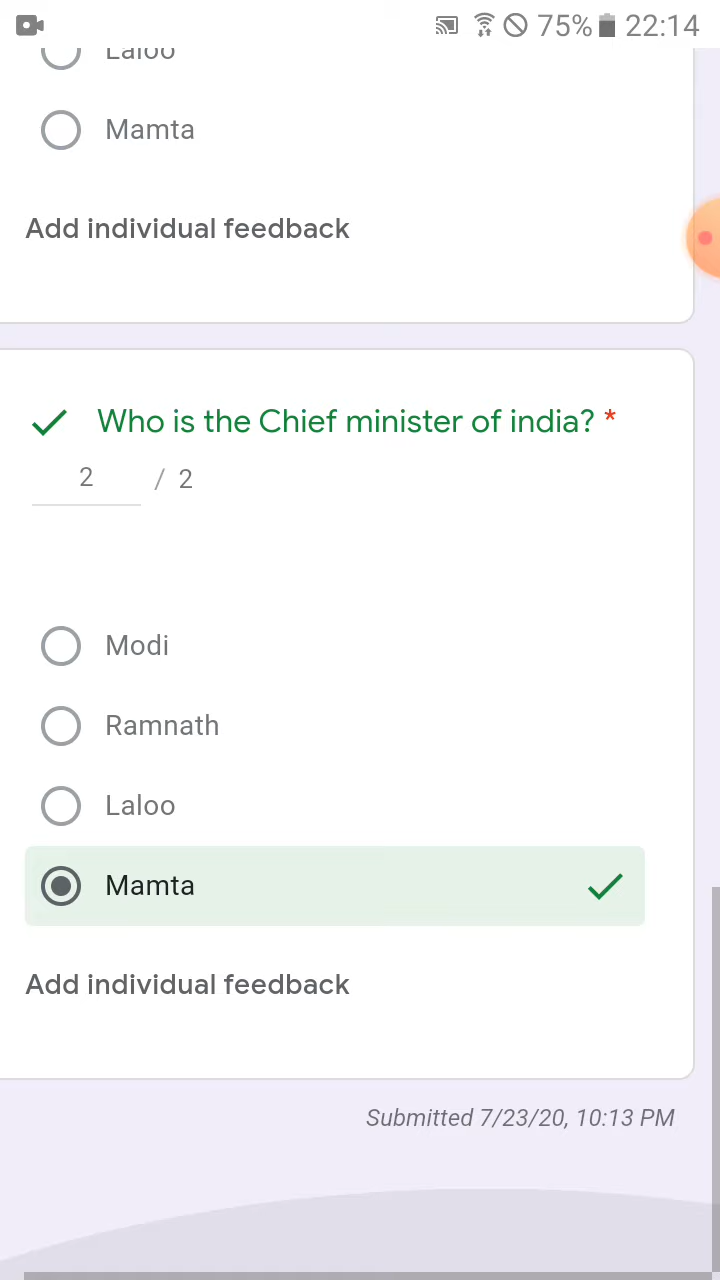 75% 22:14
Laloo
Mamta
Add individual feedback
Who is the Chief minister of india? *
2 / 2
Modi
Ramnath
Laloo
Mamta
Add individual feedback
Submitted 7/23/20, 10:13 PM